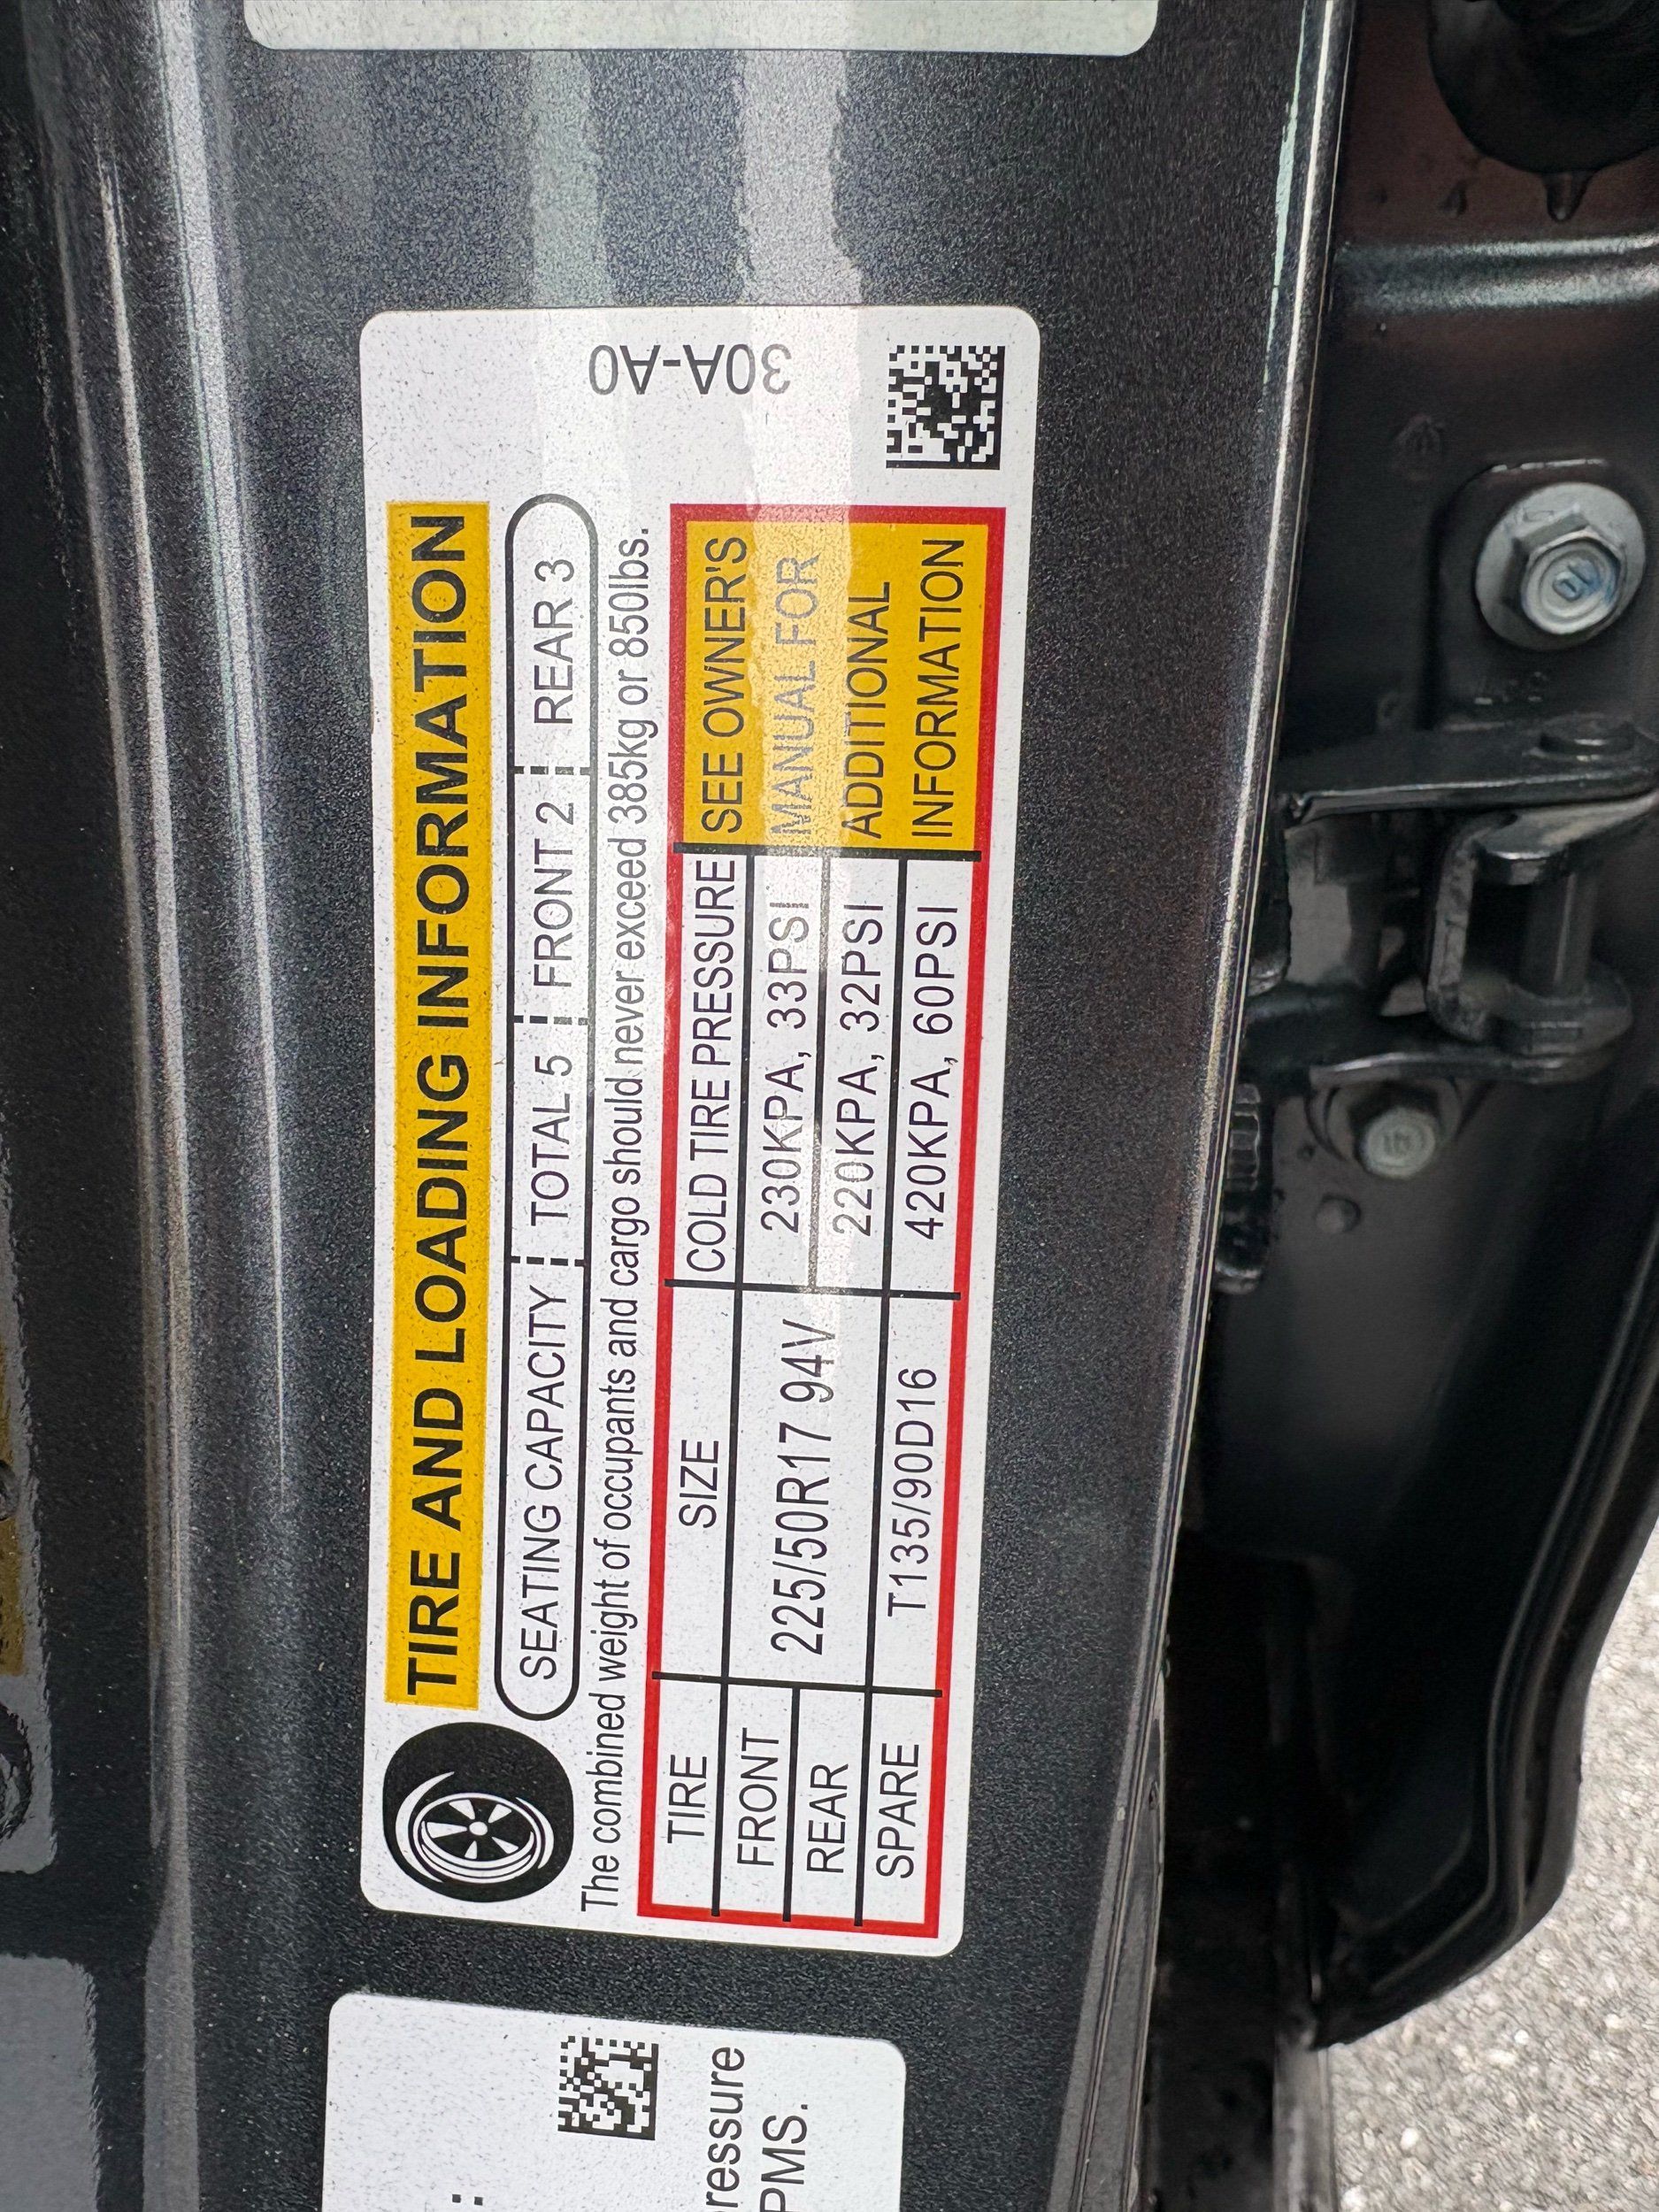 TIRE AND LOADING INFORMATION
SEATING CAPACITY TOTAL 5 FRONT 2 REAR 3
The combined weight of occupants and cargo should never exceed 385kg or 850lbs.
TIRE SIZE COLD TIRE PRESSURE
FRONT 225/50R17 94V 230KPA, 33PSI
REAR 220KPA, 32PSI
SPARE T135/90D16 420KPA, 60PSI
SEE OWNER'S
MANUAL FOR
ADDITIONAL
INFORMATION
30A-A0
ressure
PMS.